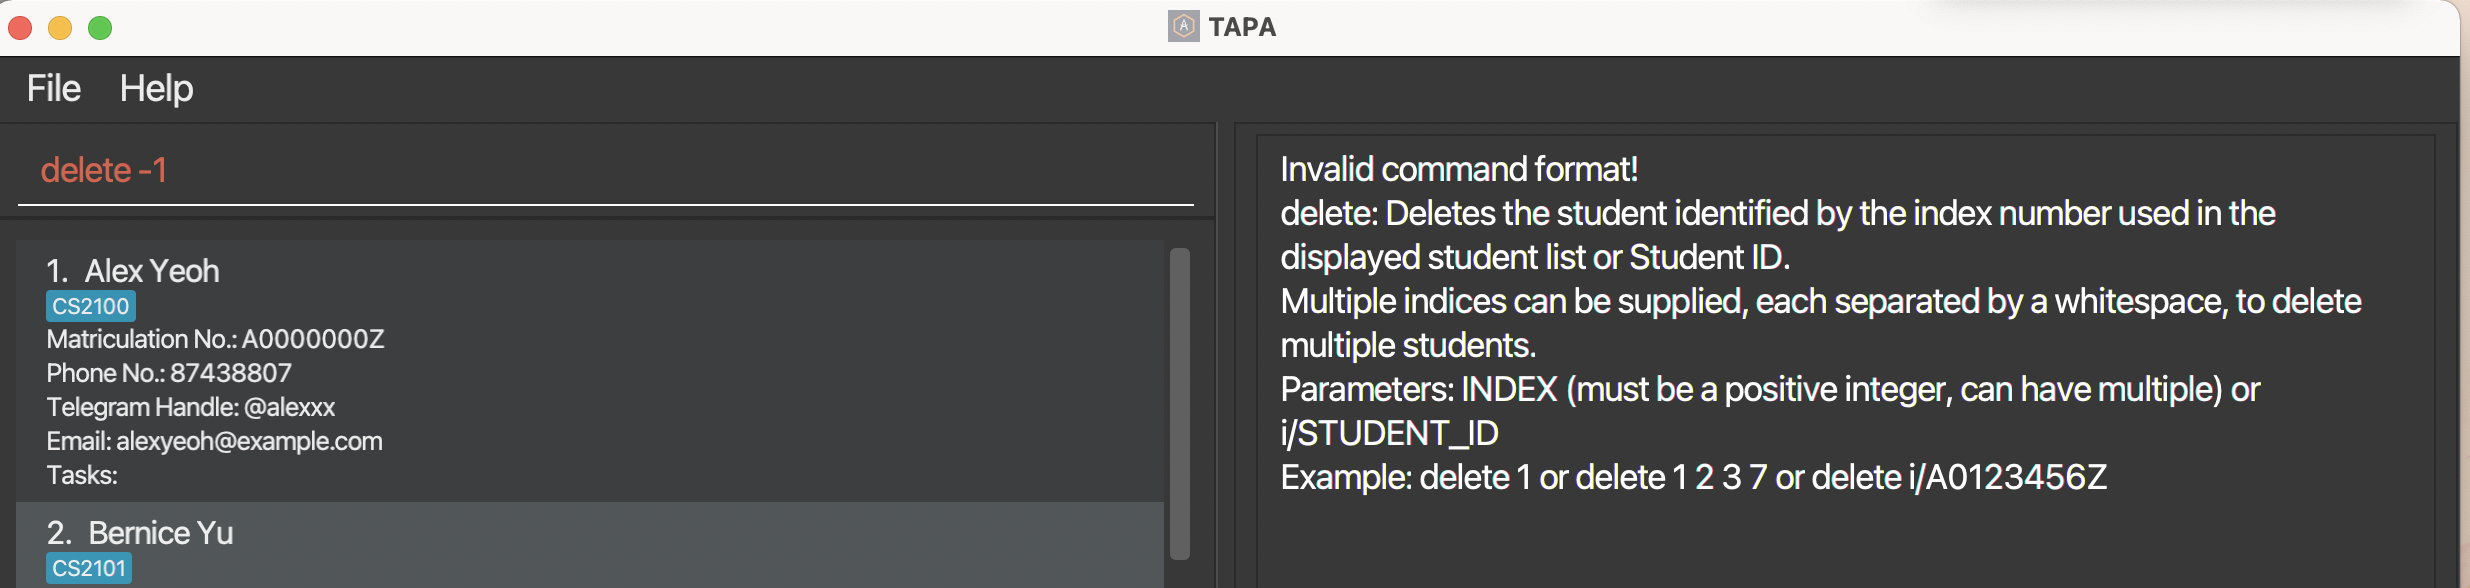 TAPA
File Help
delete -1
1. Alex Yeoh
CS2100
Matriculation No.: A0000000Z
Phone No.: 87438807
Telegram Handle: @alexxx
Email: alexyeoh@example.com
Tasks:
2. Bernice Yu
CS2101
Invalid command format!
delete: Deletes the student identified by the index number used in the
displayed student list or Student ID.
Multiple indices can be supplied, each separated by a whitespace, to delete
multiple students.
Parameters: INDEX (must be a positive integer, can have multiple) or
i/STUDENT_ID
Example: delete 1 or delete 1 2 3 7 or delete i/A0123456Z